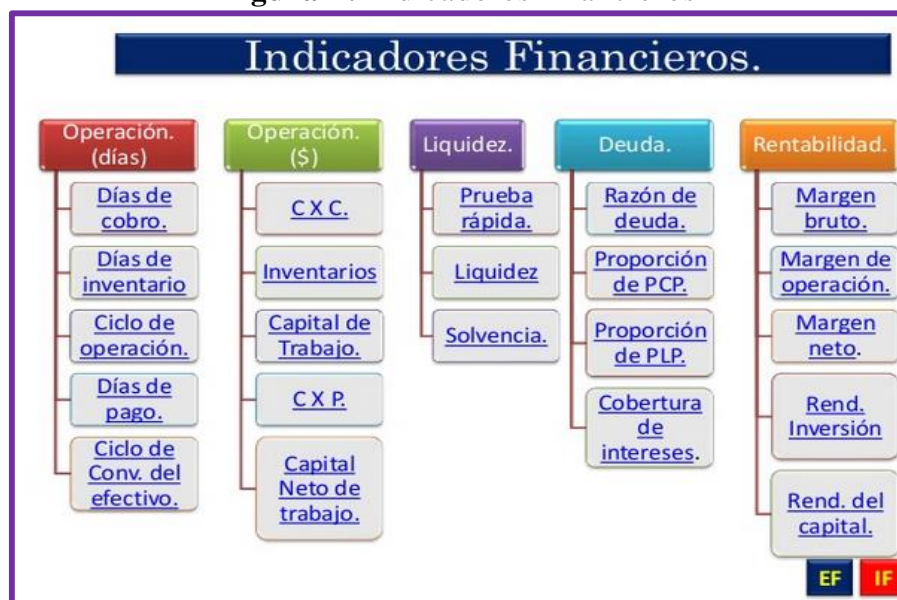 Indicadores Financieros.
Operación.
(días)
Días de
cobro.
Días de
inventario
Ciclo de
operación.
Días de
pago.
Ciclo de
Conv. del
efectivo.
Operación.
($)
C X C.
Inventarios
Capital de
Trabajo.
C X P.
Capital
Neto de
trabajo.
Liquidez.
Prueba
rápida.
Liquidez
Solvencia.
Deuda.
Razón de
deuda.
Proporción
de PCP.
Proporción
de PLP.
Cobertura
de
intereses.
Rentabilidad.
Margen
bruto.
Margen de
operación.
Margen
neto.
Rend.
Inversión
Rend. del
capital.
EF
IF